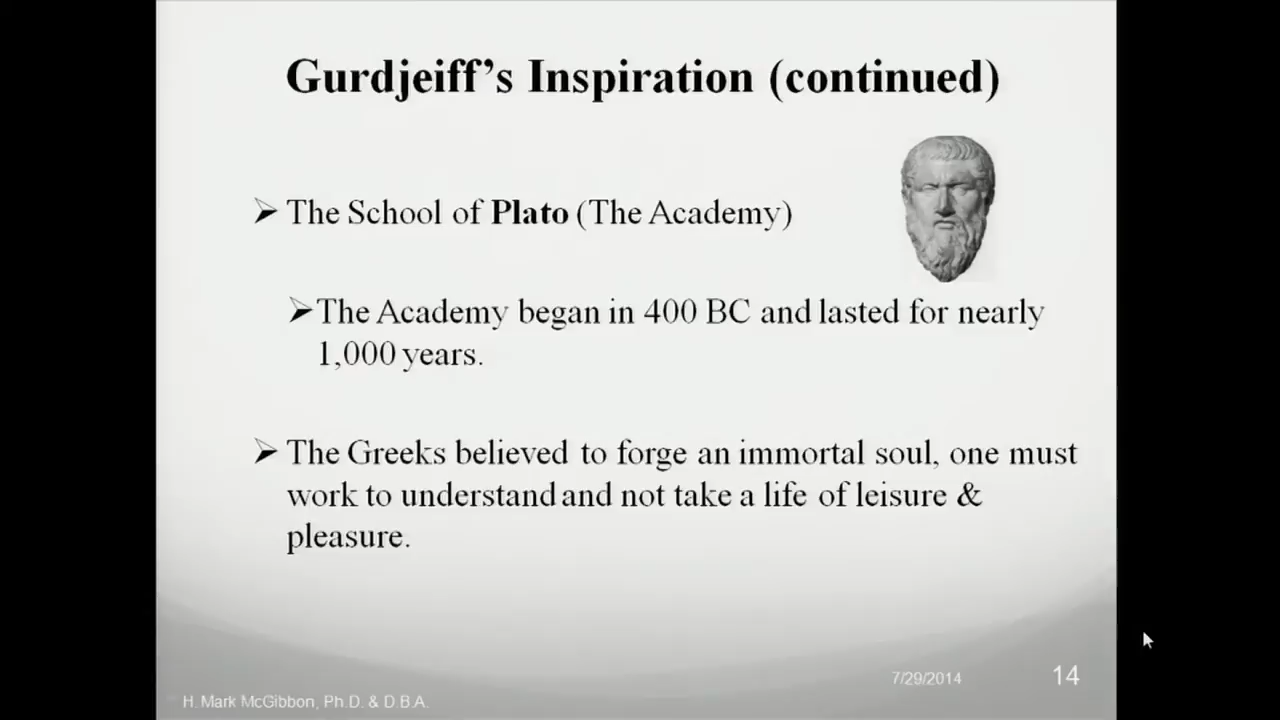 Gurdjeiff's Inspiration (continued)
➢ The School of Plato (The Academy)
➢ The Academy began in 400 BC and lasted for nearly
1,000 years.
➢ The Greeks believed to forge an immortal soul, one must
work to understand and not take a life of leisure &
pleasure.
7/29/2014 14
H. Mark McGibbon, Ph.D. & D.B.A.